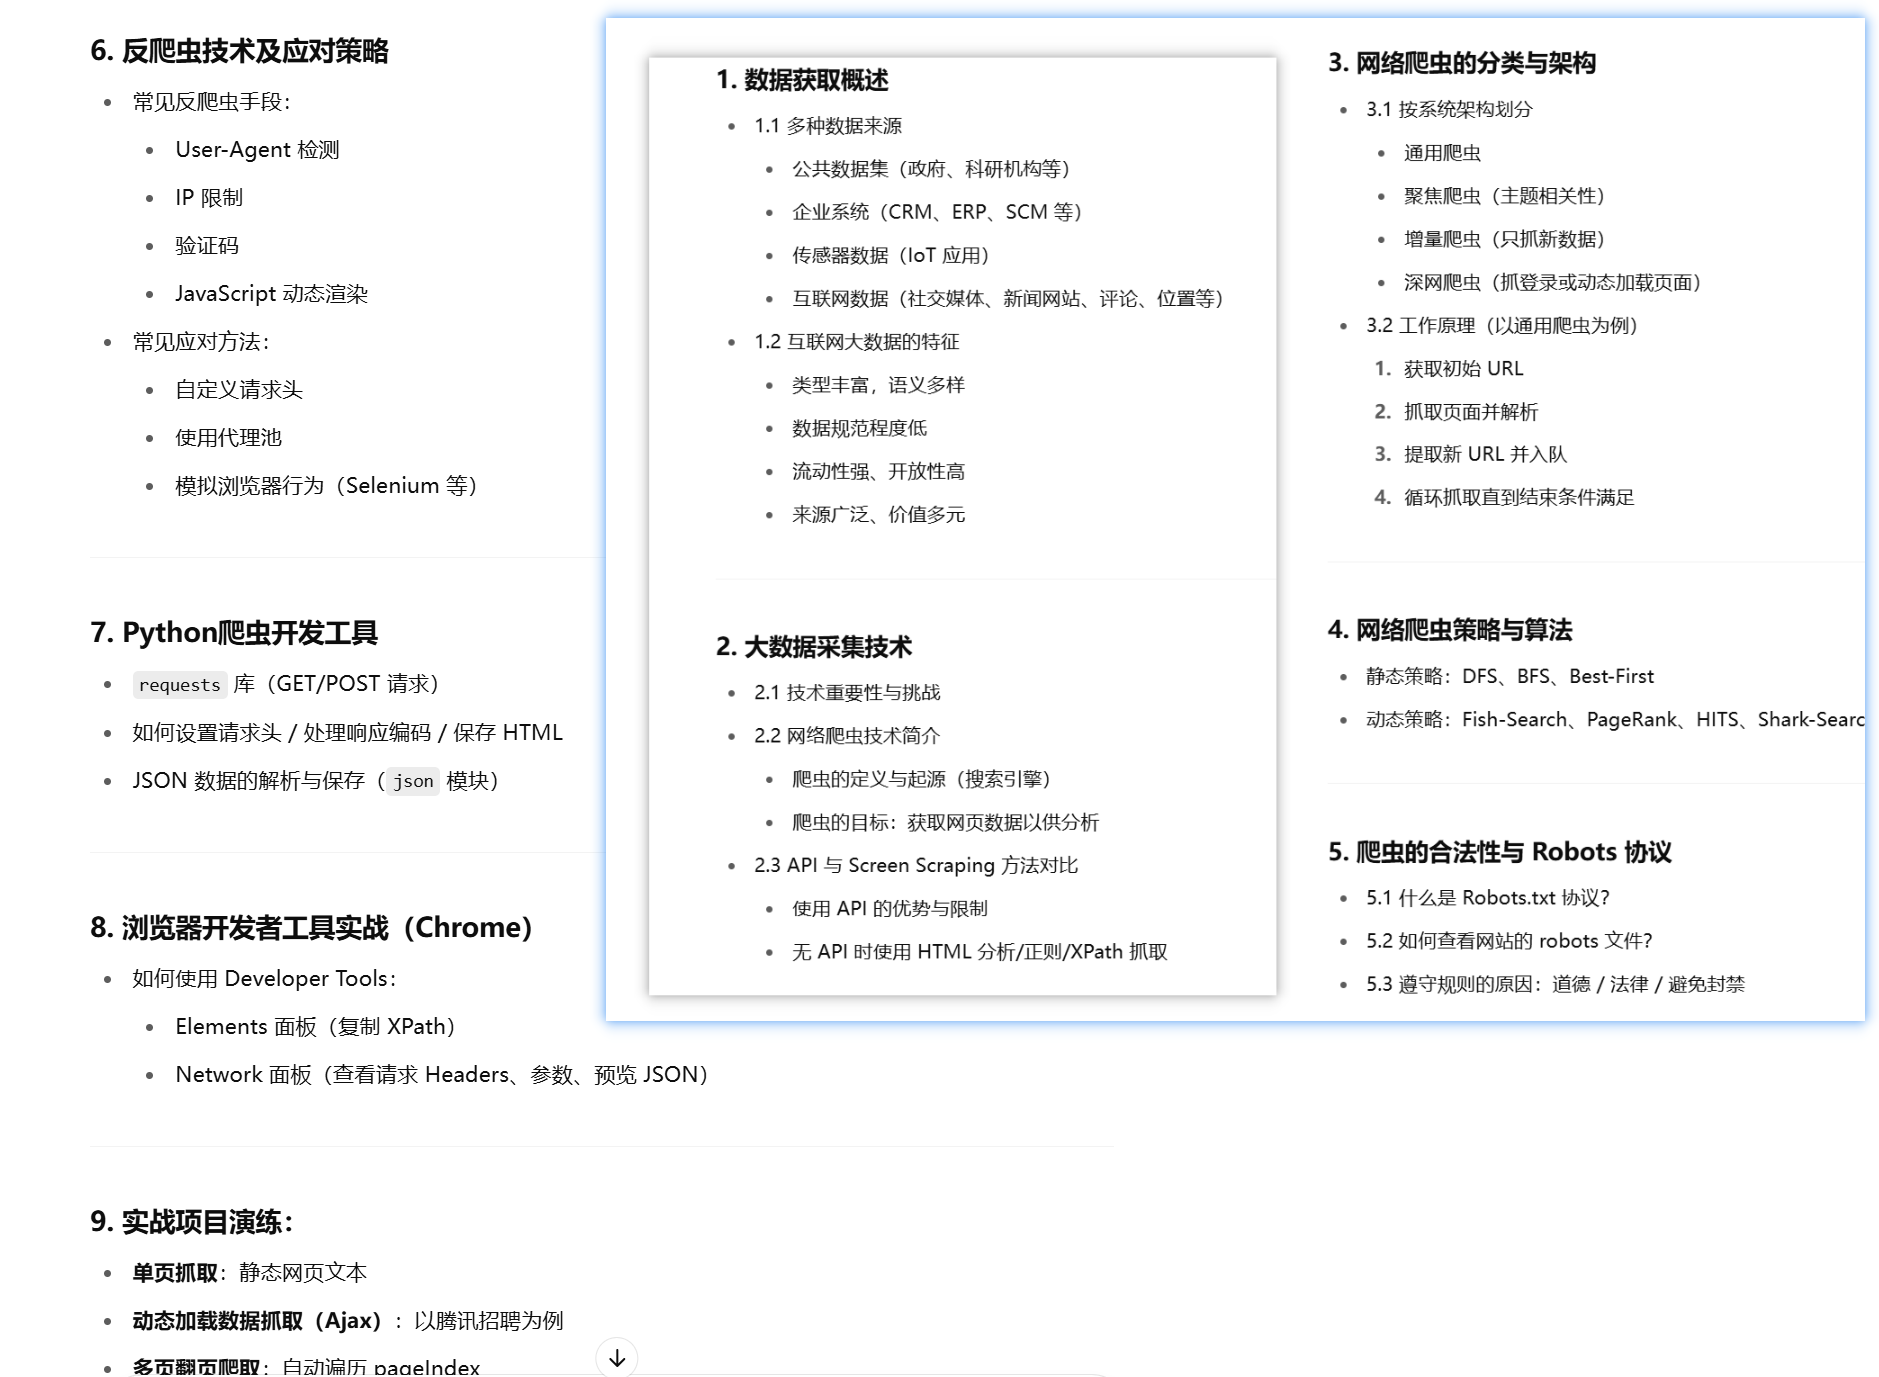 1. 数据获取概述
1.1 多种数据来源
公共数据集（政府、科研机构等）
企业系统（CRM、ERP、SCM 等）
传感器数据（IoT 应用）
互联网数据（社交媒体、新闻网站、评论、位置等）
1.2 互联网大数据的特征
类型丰富，语义多样
数据规范程度低
流动性强、开放性高
来源广泛、价值多元
2. 大数据采集技术
2.1 技术重要性与挑战
2.2 网络爬虫技术简介
爬虫的定义与起源（搜索引擎）
爬虫的目标：获取网页数据以供分析
2.3 API 与 Screen Scraping 方法对比
使用 API 的优势与限制
无 API 时使用 HTML 分析/正则/XPath 抓取
3. 网络爬虫的分类与架构
3.1 按系统架构划分
通用爬虫
聚焦爬虫（主题相关性）
增量爬虫（只抓新数据）
深网爬虫（抓登录或动态加载页面）
3.2 工作原理（以通用爬虫为例）
1. 获取初始 URL
2. 抓取页面并解析
3. 提取新 URL 并入队
4. 循环抓取直到结束条件满足
4. 网络爬虫策略与算法
静态策略：DFS、BFS、Best-First
动态策略：Fish-Search、PageRank、HITS、Shark-Searc
5. 爬虫的合法性与 Robots 协议
5.1 什么是 Robots.txt 协议？
5.2 如何查看网站的 robots 文件？
5.3 遵守规则的原因：道德 / 法律 / 避免封禁
6. 反爬虫技术及应对策略
常见反爬虫手段：
User-Agent 检测
IP 限制
验证码
JavaScript 动态渲染
常见应对方法：
自定义请求头
使用代理池
模拟浏览器行为（Selenium 等）
7. Python爬虫开发工具
requests 库（GET/POST 请求）
如何设置请求头 / 处理响应编码 / 保存 HTML
JSON 数据的解析与保存（json 模块）
8. 浏览器开发者工具实战（Chrome）
如何使用 Developer Tools：
Elements 面板（复制 XPath）
Network 面板（查看请求 Headers、参数、预览 JSON）
9. 实战项目演练：
单页抓取：静态网页文本
动态加载数据抓取（Ajax）：以腾讯招聘为例
多页翻页爬取：自动遍历 pageIndex